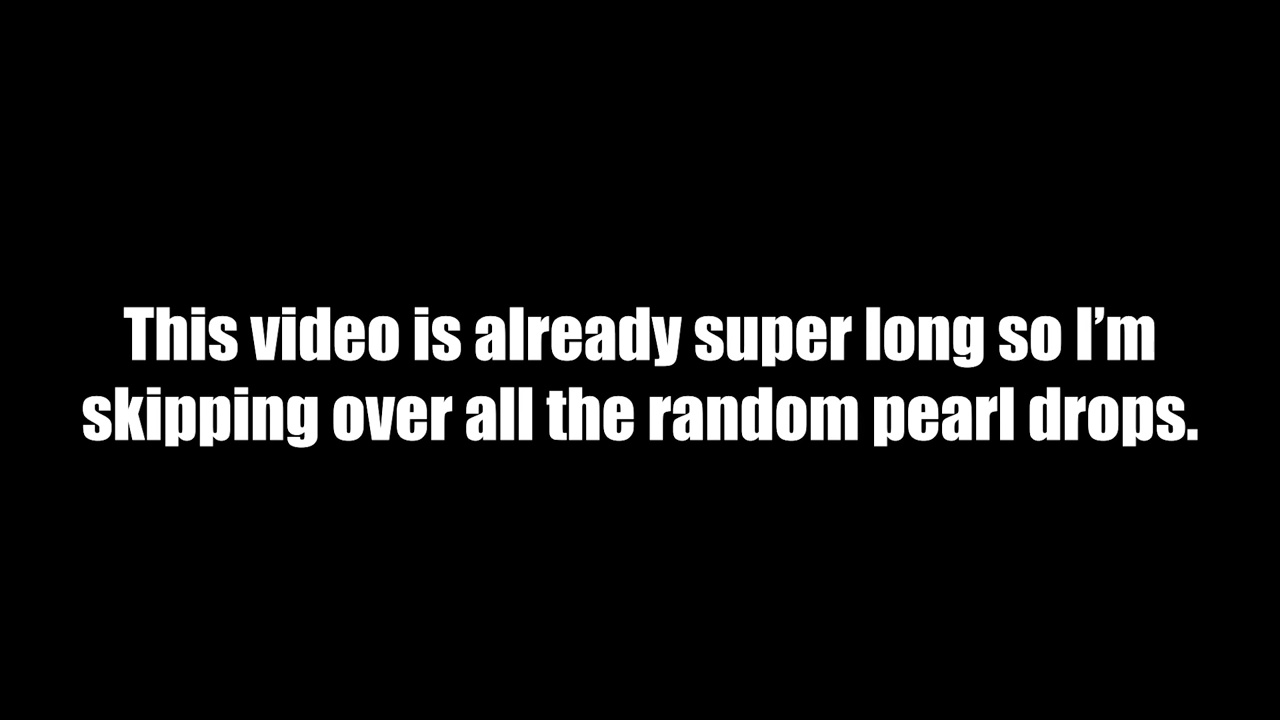 This video is already super long so I’m
skipping over all the random pearl drops.